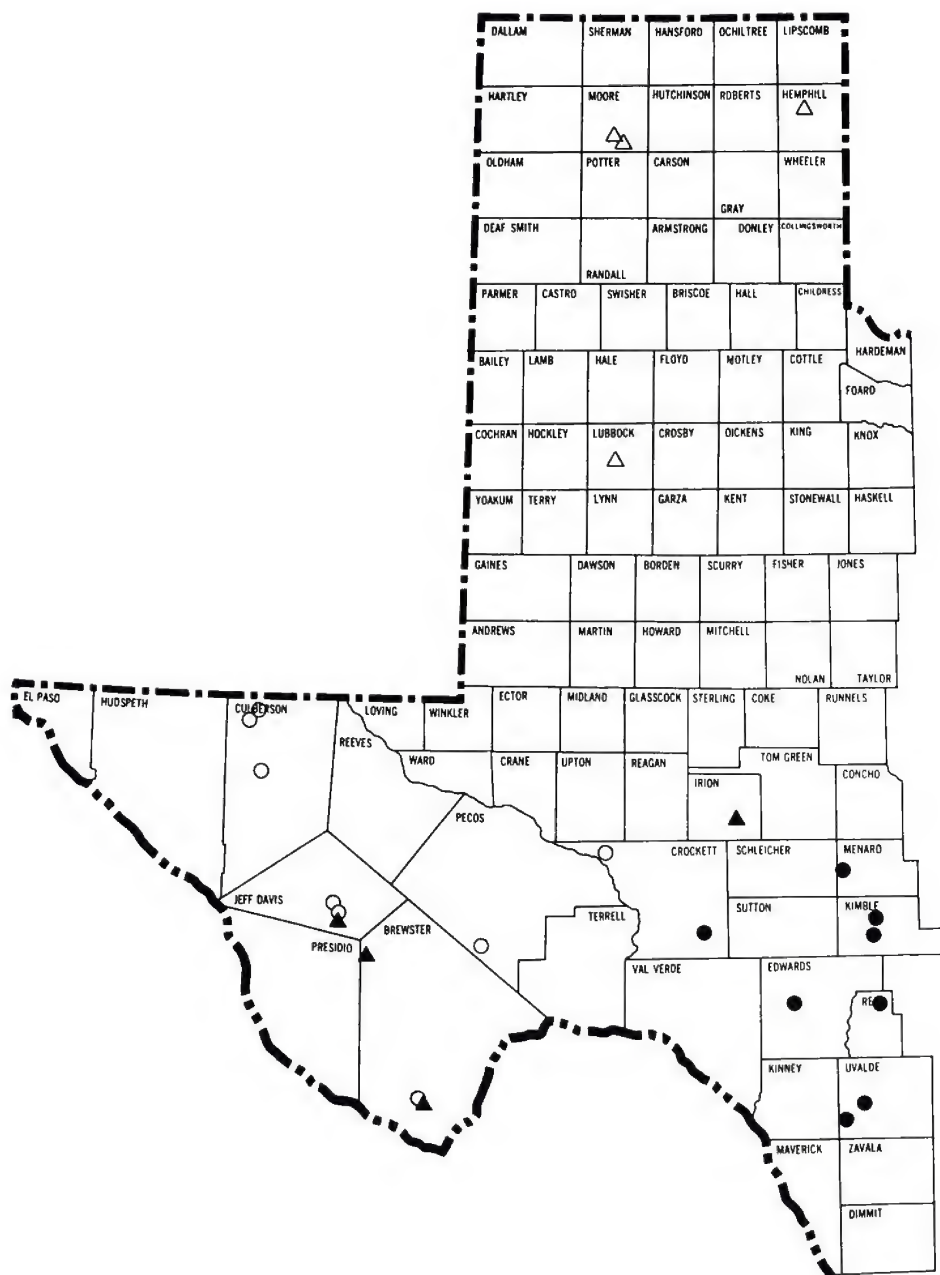 DALLAM SHERMAN HANSFORD OCHILTREE LIPSCOMB
HARTLEY MOORE HUTCHINSON ROBERTS HEMPHILL
OLDHAM POTTER CARSON WHEELER
GRAY
DEAF SMITH ARMSTRONG DONLEY COLLINGSWORTH
RANDALL
PARMER CASTRO SWISHER BRISCOE HALL CHILDRESS
HARDEMAN
BAILEY LAMB HALE FLOYD MOTLEY COTTLE
FOARD
COCHRAN HOCKLEY LUBBOCK CROSBY DICKENS KING KNOX
YOAKUM TERRY LYNN GARZA KENT STONEWALL HASKELL
GAINES DAWSON BORDEN SCURRY FISHER JONES
ANDREWS MARTIN HOWARD MITCHELL
NOLAN TAYLOR
EL PASO HUDSPETH CULBERSON LOVING WINKLER ECTOR MIDLAND GLASSCOCK STERLING COKE RUNNELS
REEVES WARD CRANE UPTON REAGAN TOM GREEN
IRION CONCHO
PECOS
CROCKETT SCHLEICHER MENARD
JEFF DAVIS TERRELL SUTTON KIMBLE
PRESIDIO BREWSTER
VAL VERDE EDWARDS
RE
KINNEY UVALDE
MAVERICK ZAVALA
DIMMIT